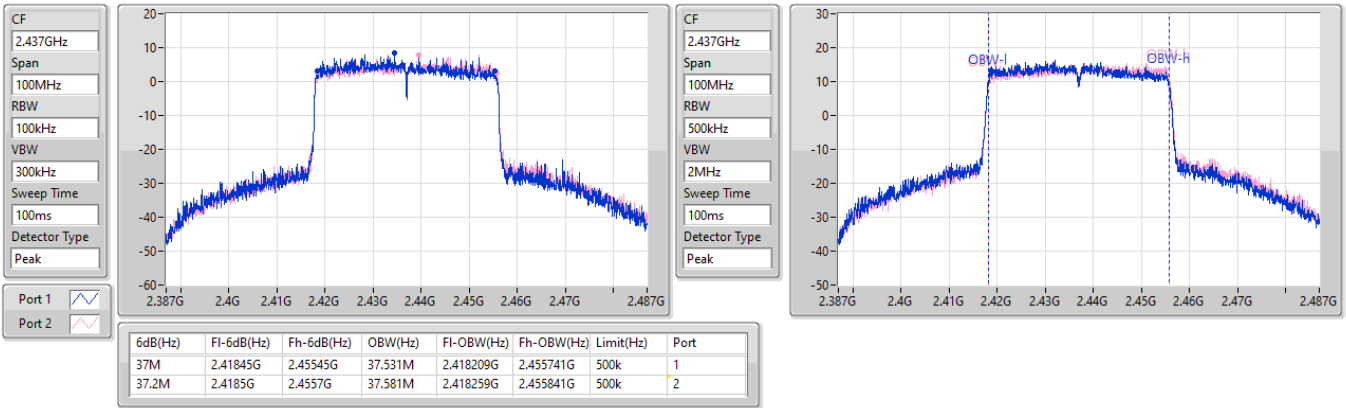 CF
2.437GHz
Span
100MHz
RBW
100kHz
VBW
300kHz
Sweep Time
100ms
Detector Type
Peak
Port 1
Port 2
20
10
0
-10
-20
-30
-40
-50
-60
2.387G 2.4G 2.41G 2.42G 2.43G 2.44G 2.45G 2.46G 2.47G 2.487G
CF
2.437GHz
Span
100MHz
RBW
500kHz
VBW
2MHz
Sweep Time
100ms
Detector Type
Peak
30
20
10
0
-10
-20
-30
-40
-50
OBW-l OBW-h
2.387G 2.4G 2.41G 2.42G 2.43G 2.44G 2.45G 2.46G 2.47G 2.487G
6dB(Hz) Fl-6dB(Hz) Fh-6dB(Hz) OBW(Hz) Fl-OBW(Hz) Fh-OBW(Hz) Limit(Hz) Port
37M 2.41845G 2.45545G 37.531M 2.418209G 2.455741G 500k 1
37.2M 2.4185G 2.4557G 37.581M 2.418259G 2.455841G 500k 2